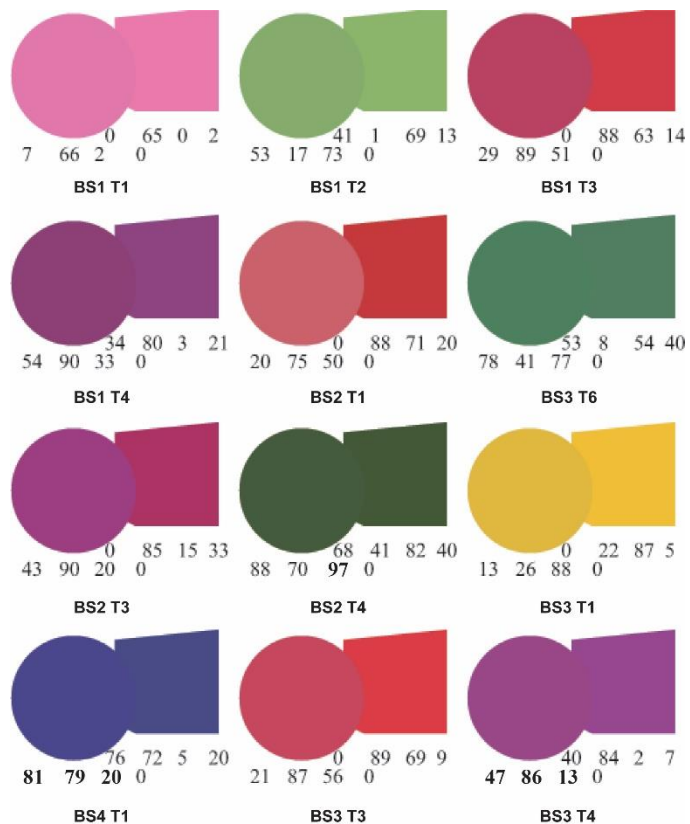 0 65 0 2
7 66 2 0
BS1 T1
41 1 69 13
53 17 73 0
BS1 T2
0 88 63 14
29 89 51 0
BS1 T3
34 80 3 21
54 90 33 0
BS1 T4
0 88 71 20
20 75 50 0
BS2 T1
53 8 54 40
78 41 77 0
BS3 T6
0 85 15 33
43 90 20 0
BS2 T3
68 41 82 40
88 70 97 0
BS2 T4
0 22 87 5
13 26 88 0
BS3 T1
76 72 5 20
81 79 20 0
BS4 T1
0 89 69 9
21 87 56 0
BS3 T3
40 84 2 7
47 86 13 0
BS3 T4